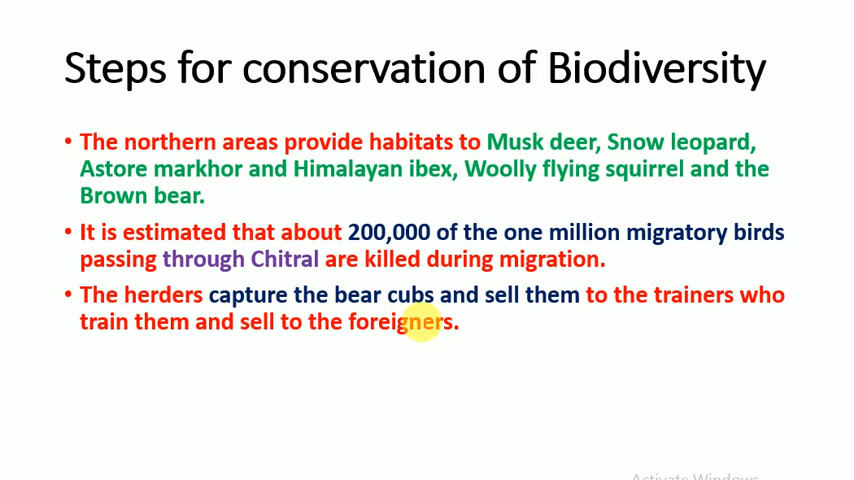 Steps for conservation of Biodiversity
• The northern areas provide habitats to Musk deer, Snow leopard,
Astore markhor and Himalayan ibex, Woolly flying squirrel and the
Brown bear.
• It is estimated that about 200,000 of the one million migratory birds
passing through Chitral are killed during migration.
• The herders capture the bear cubs and sell them to the trainers who
train them and sell to the foreigners.
Activate Windows